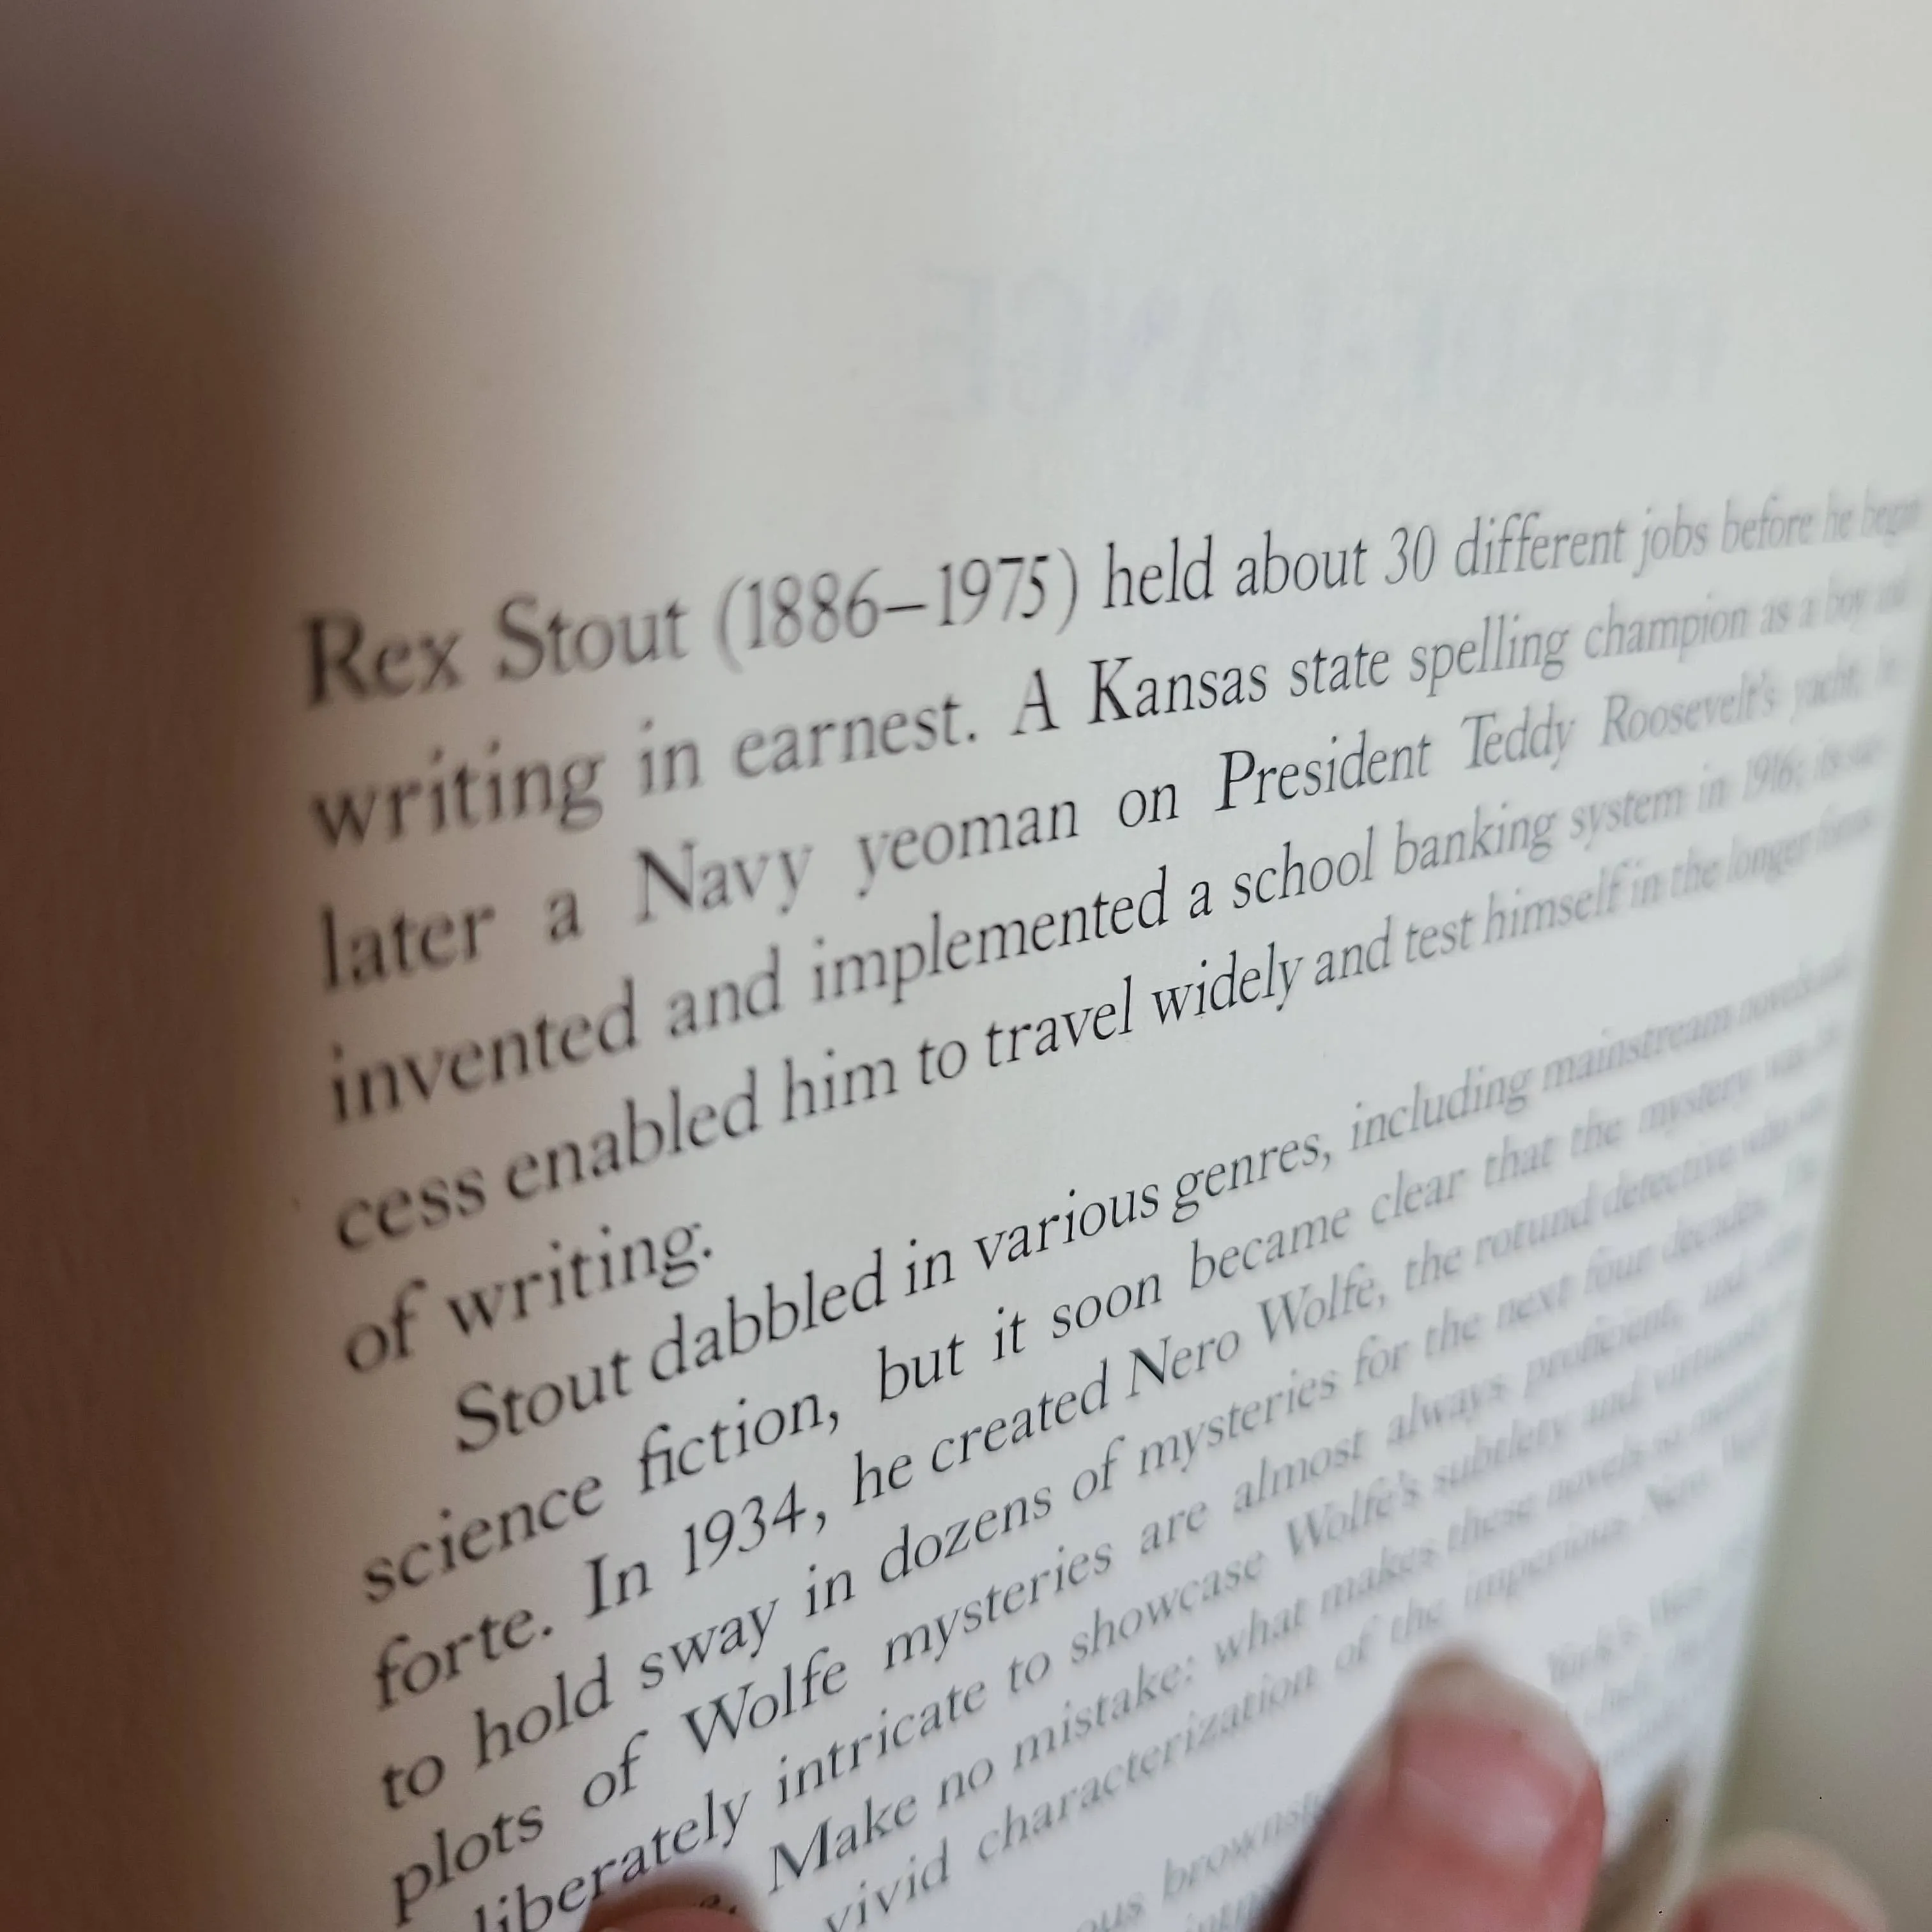 Rex Stout (1886–1975) held about 30 different jobs before he began
writing in earnest. A Kansas state spelling champion as a boy and
later a Navy yeoman on President Teddy Roosevelt's yacht, he
invented and implemented a school banking system in 1916; its suc-
cess enabled him to travel widely and test himself in the longer forms
of writing.
Stout dabbled in various genres, including mainstream novels and
science fiction, but it soon became clear that the mystery was his
forte. In 1934, he created Nero Wolfe, the rotund detective who
to hold sway in dozens of mysteries for the next four decades. The
plots of Wolfe mysteries are almost always proficient, and
liberately intricate to showcase Wolfe's subtlety and
Make no mistake: what makes these novels so
vivid characterization of the imperious Nero
York's West